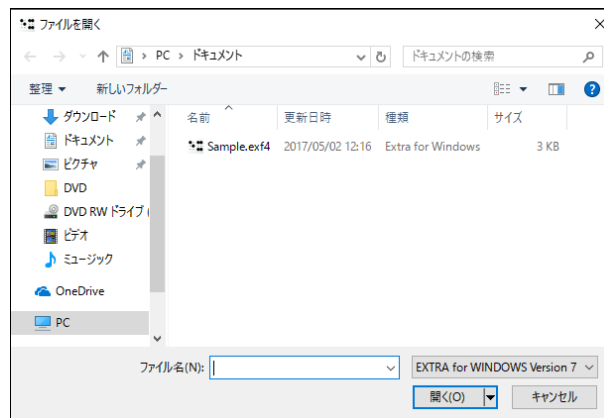 ファイルを開く
PC > ドキュメント
ドキュメントの検索
整理
新しいフォルダー
名前 更新日時 種類 サイズ
Sample.exf4 2017/05/02 12:16 Extra for Windows 3 KB
ダウンロード
ドキュメント
ピクチャ
DVD
DVD RW ドライブ (
ビデオ
ミュージック
OneDrive
PC
ファイル名(N):
EXTRA for WINDOWS Version 7
開く(O)
キャンセル